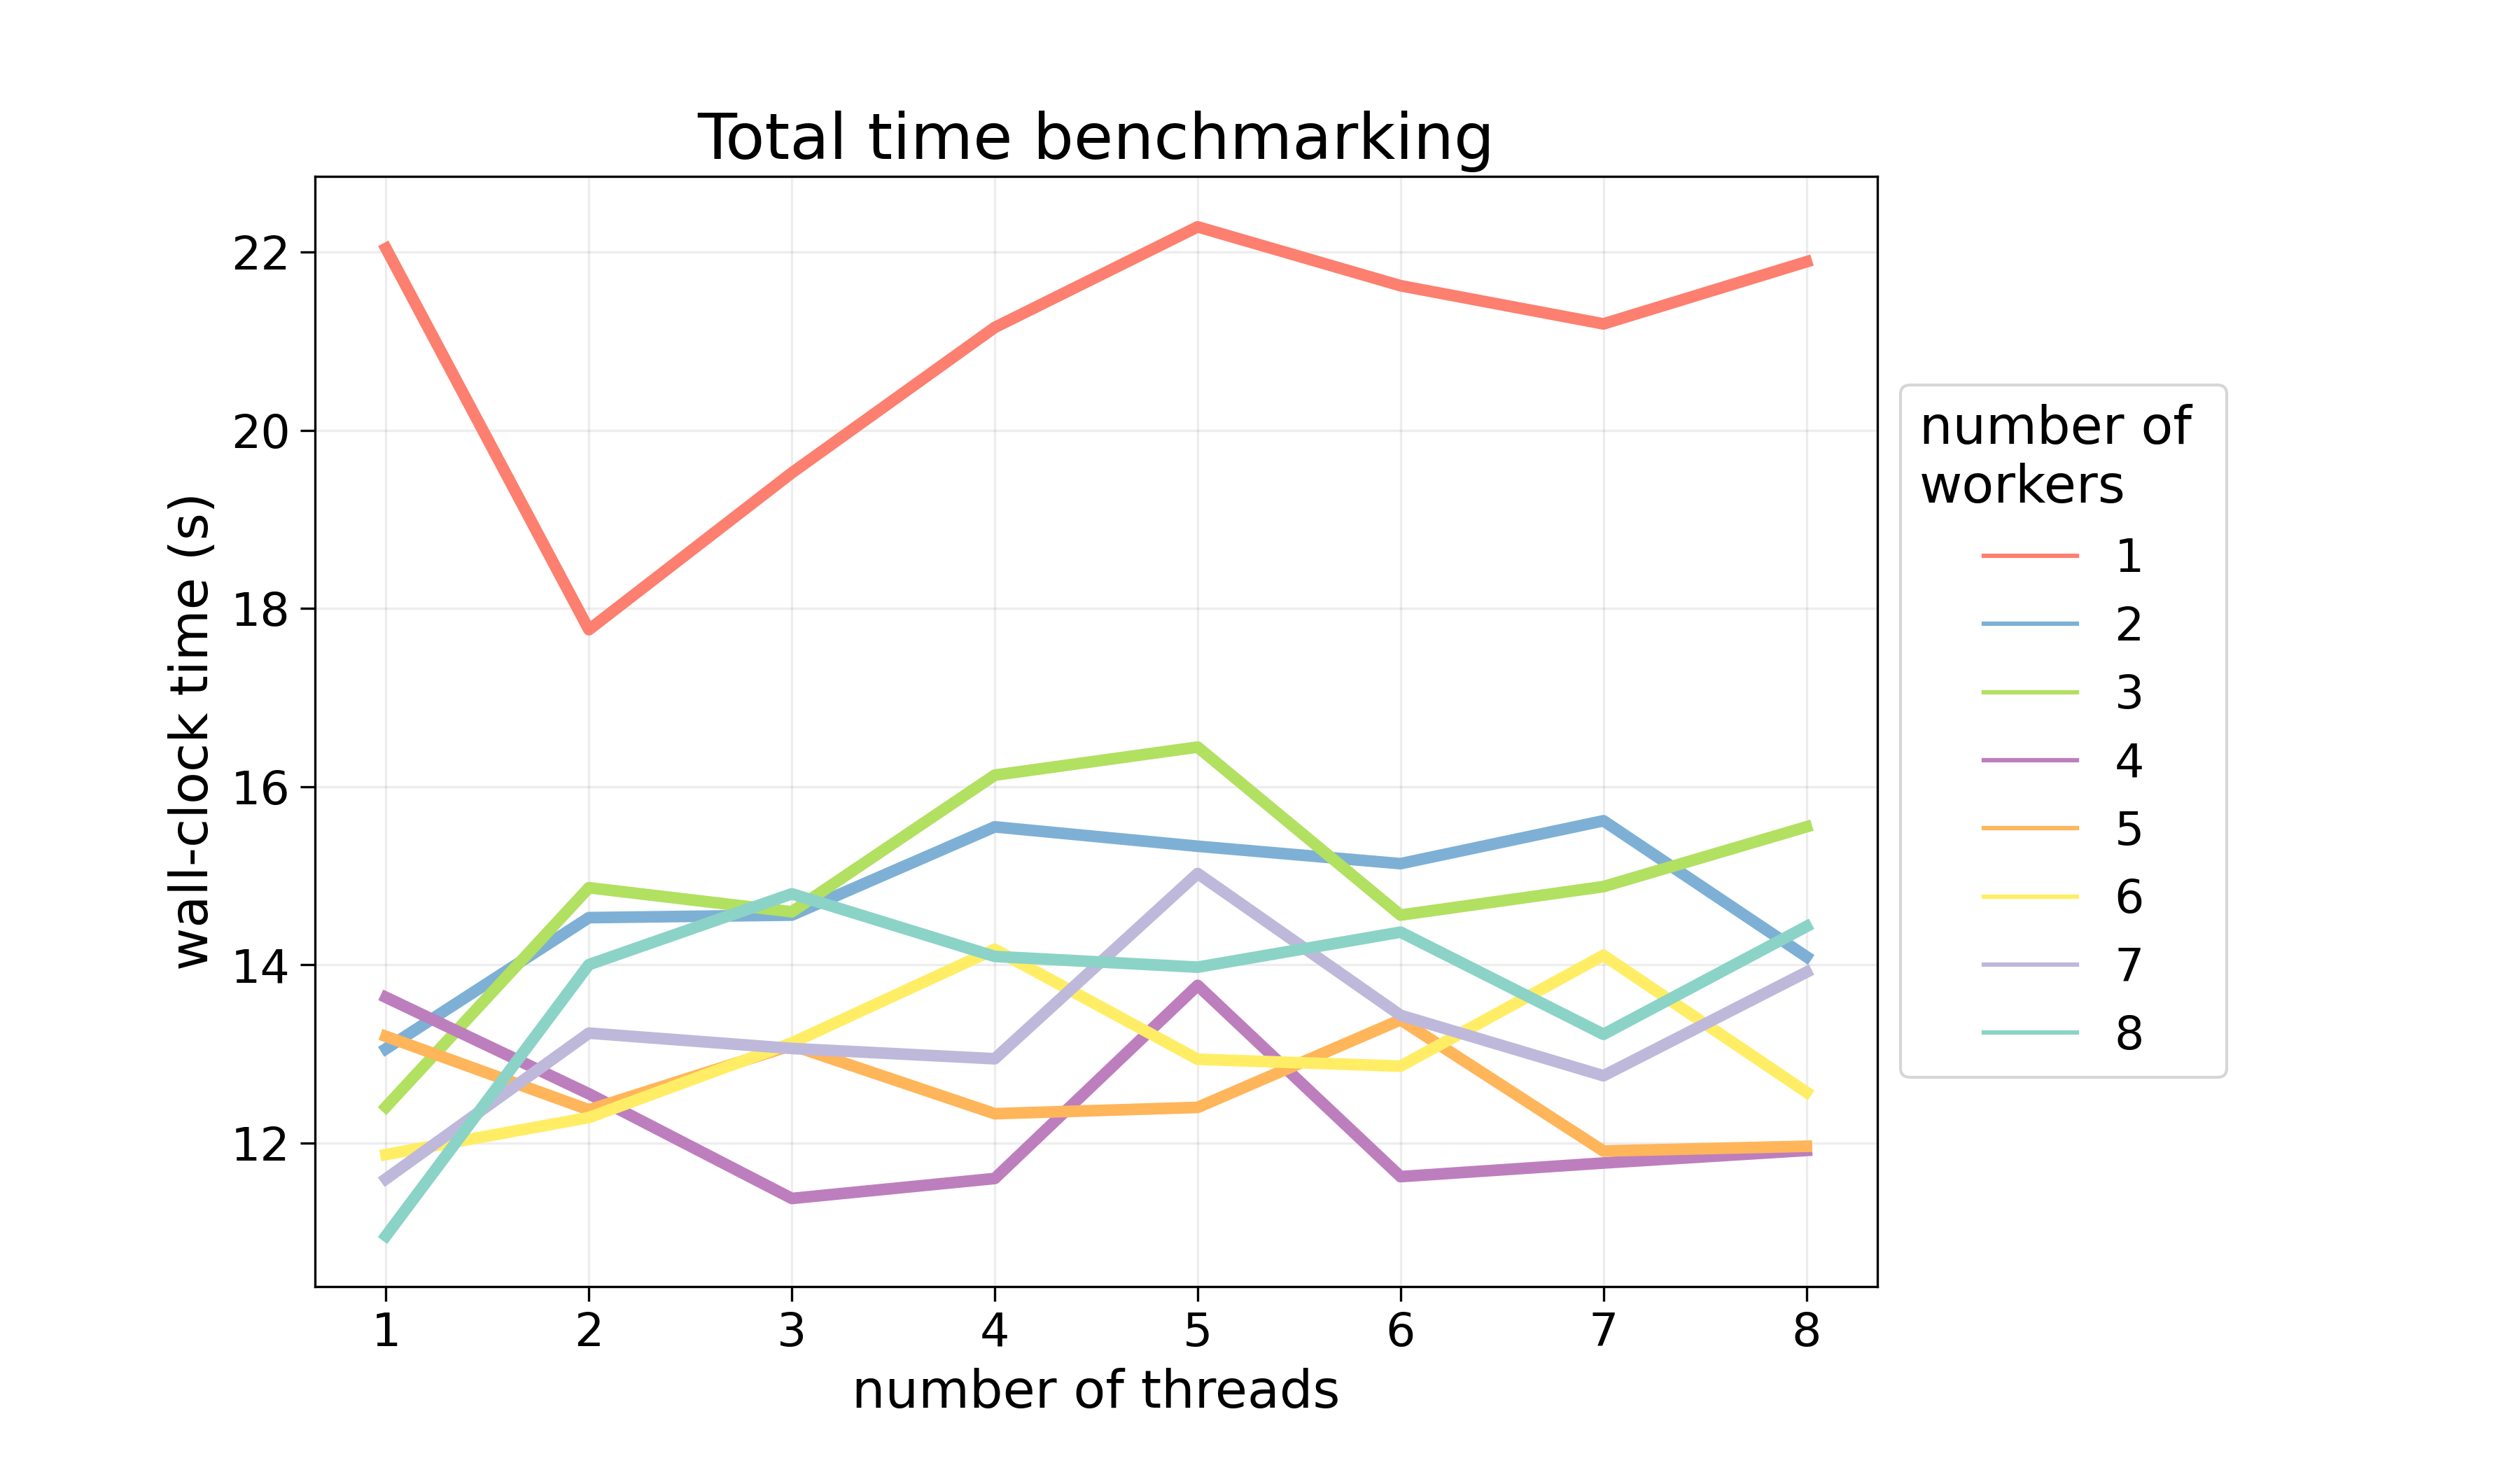 Total time benchmarking
wall-clock time (s)
22
20
18
16
14
12
1 2 3 4 5 6 7 8
number of threads
number of
workers
1
2
3
4
5
6
7
8